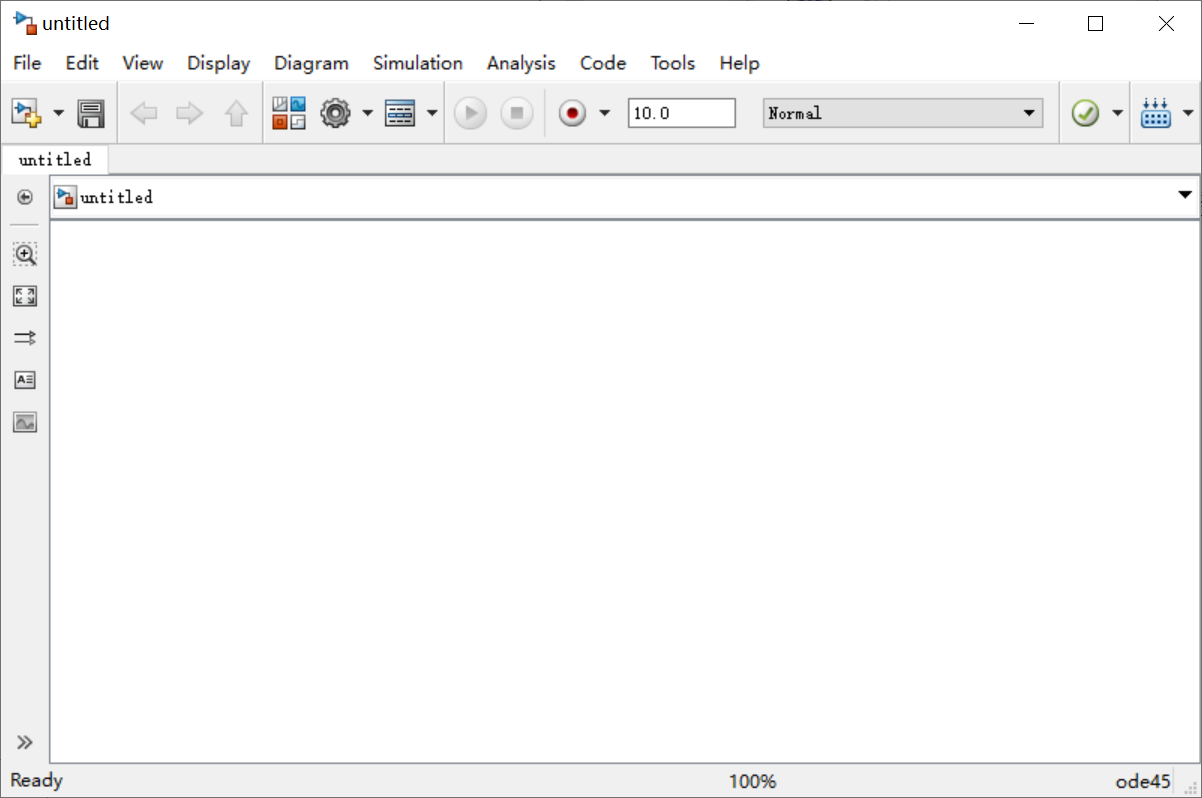 untitled
File Edit View Display Diagram Simulation Analysis Code Tools Help
10.0 Normal
untitled
untitled
Ready 100% ode45